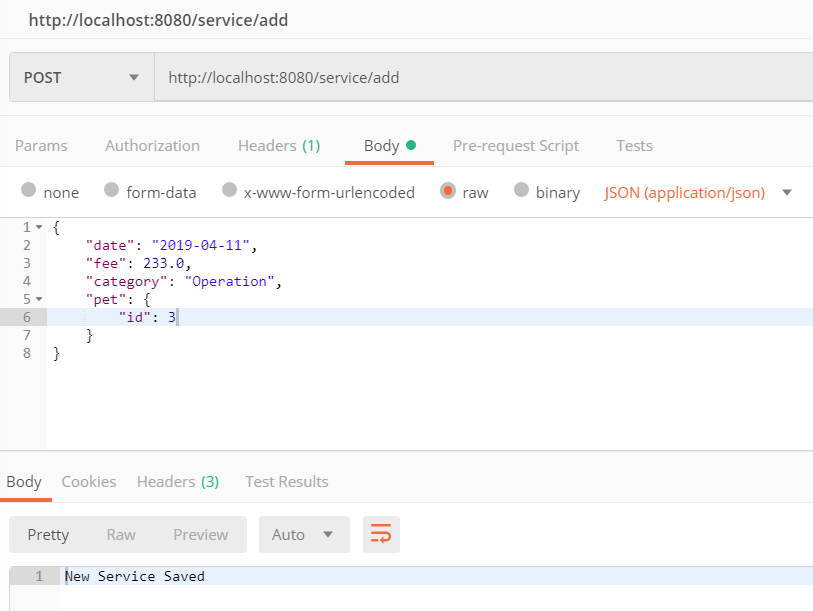 http://localhost:8080/service/add
POST http://localhost:8080/service/add
Params Authorization Headers (1) Body Pre-request Script Tests
none form-data x-www-form-urlencoded raw binary JSON (application/json)
1 {
2 "date": "2019-04-11",
3 "fee": 233.0,
4 "category": "Operation",
5 "pet": {
6 "id": 3
7 }
8 }
Body Cookies Headers (3) Test Results
Pretty Raw Preview Auto
1 New Service Saved